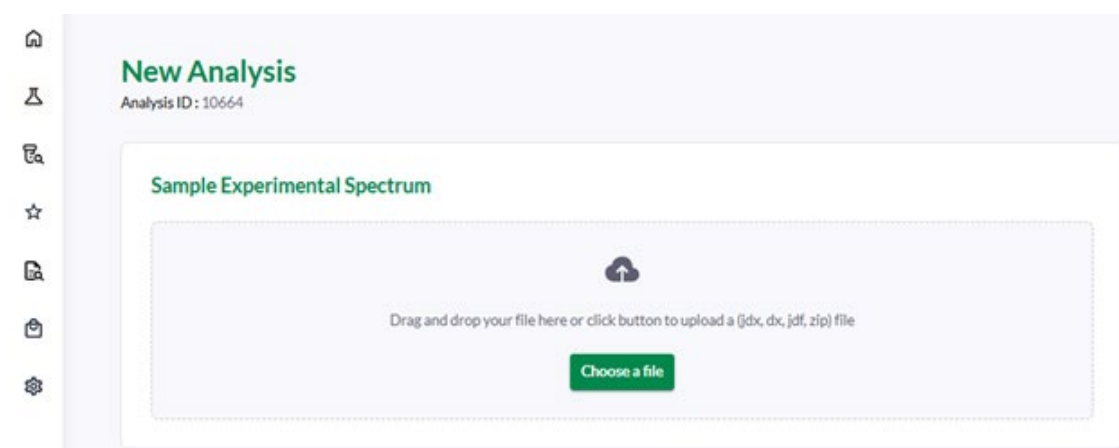 New Analysis
Analysis ID : 10664
Sample Experimental Spectrum
Drag and drop your file here or click button to upload a (jdx, dx, jdf, zip) file
Choose a file